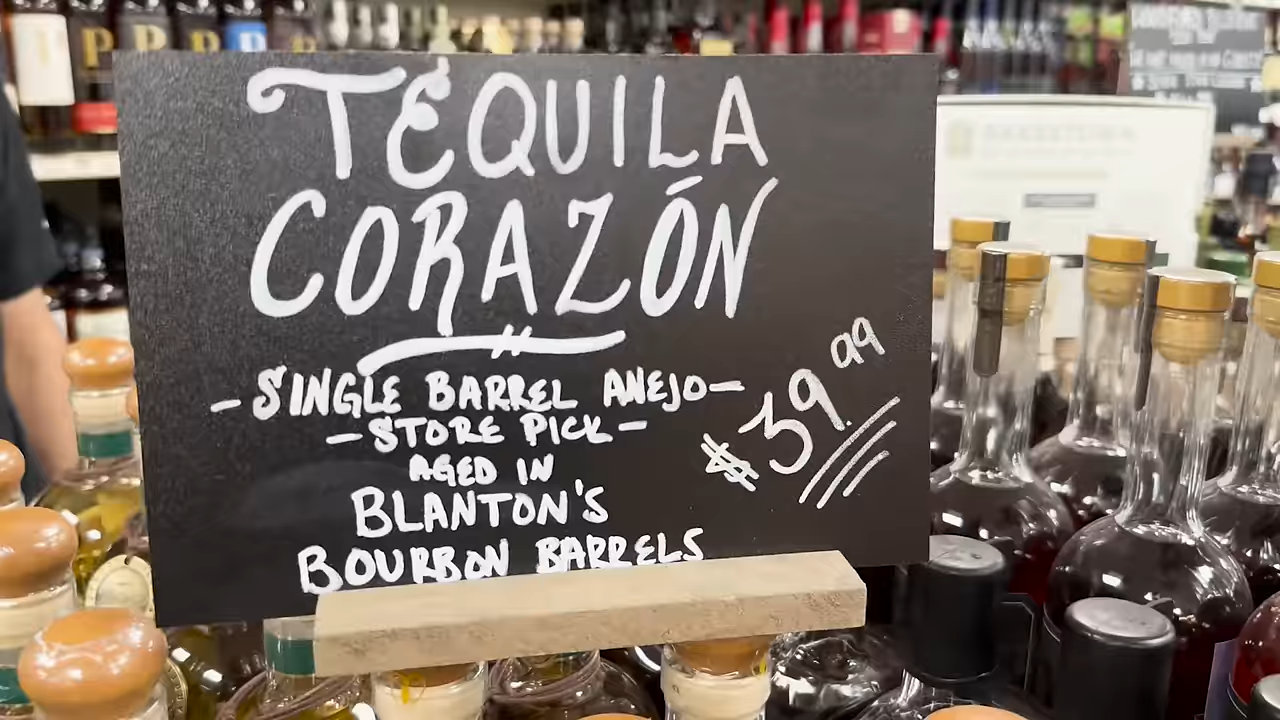 TEQUILA
CORAZÓN
-SINGLE BARREL ANEJO-
-STORE PICK-
AGED IN
BLANTON'S
BOURBON BARRELS
$39.99